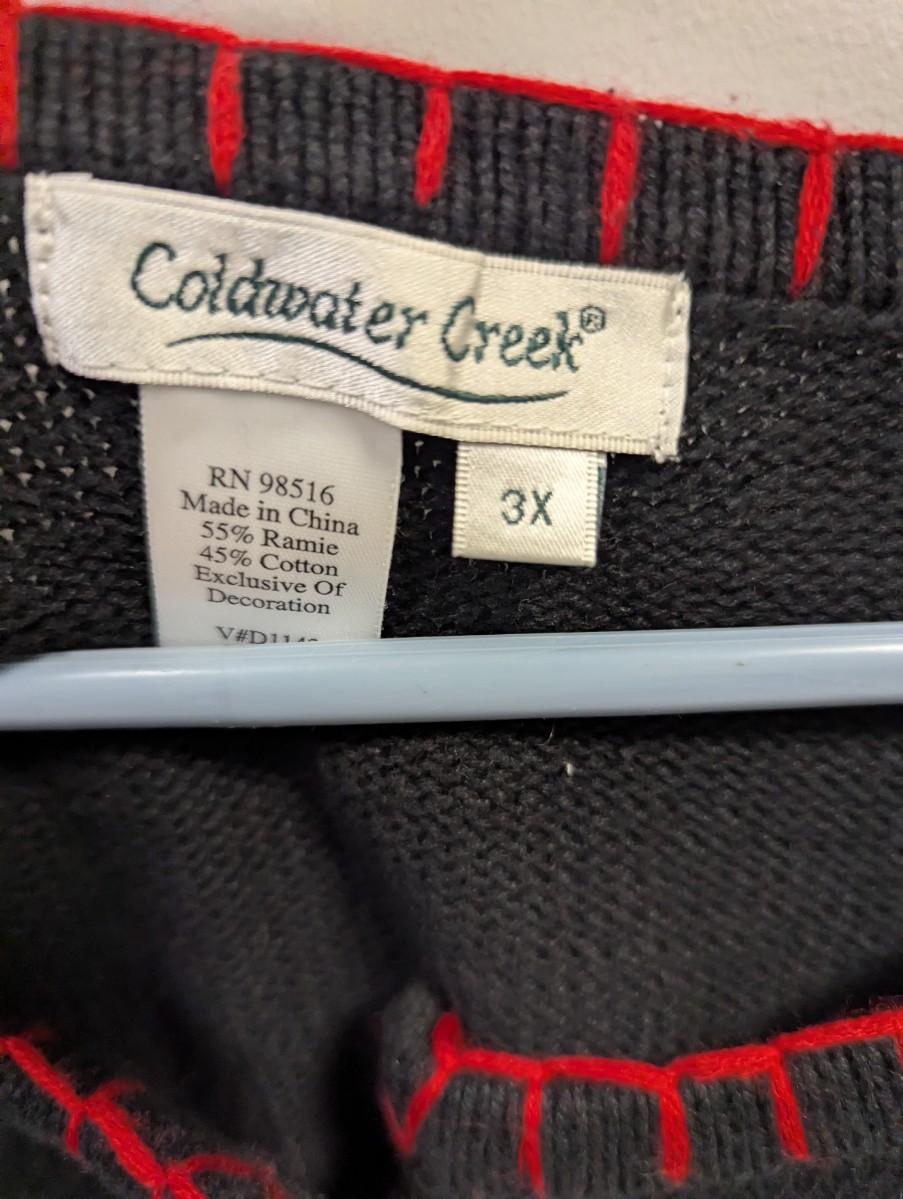 Coldwater Creek®
RN 98516
Made in China
55% Ramie
45% Cotton
Exclusive Of
Decoration
3X